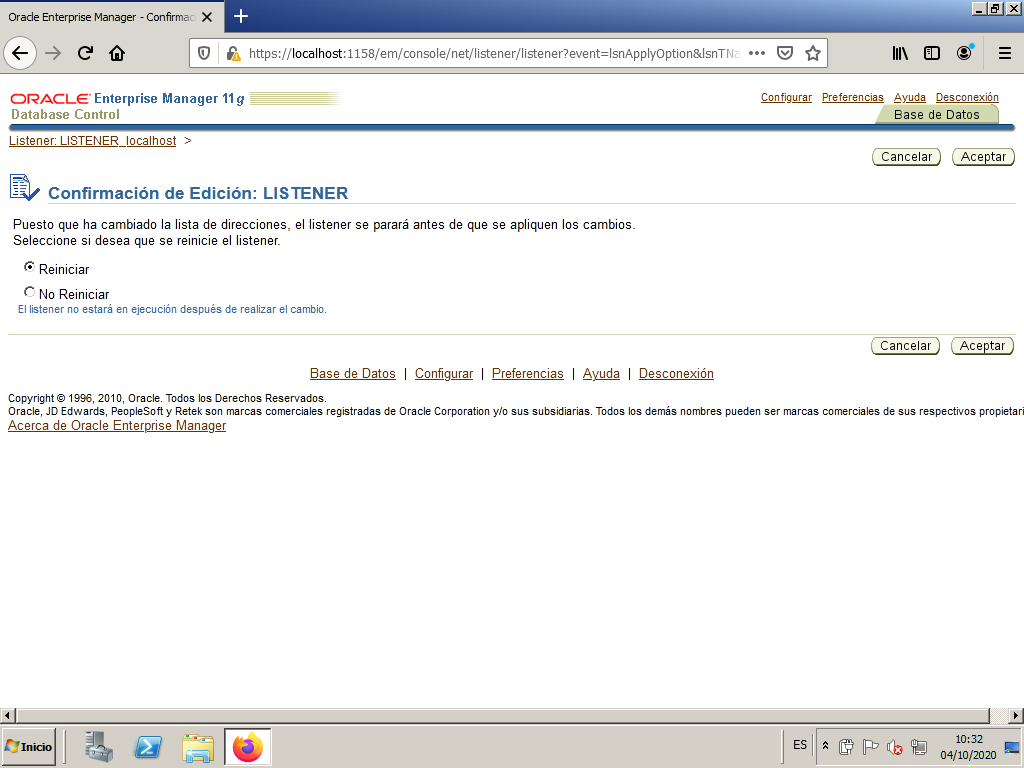 Oracle Enterprise Manager - Confirmac
https://localhost:1158/em/console/net/listener/listener?event=lsnApplyOption&lsnTNa
ORACLE Enterprise Manager 11g
Database Control
Configurar Preferencias Ayuda Desconexión
Base de Datos
Listener: LISTENER_localhost >
Cancelar Aceptar
Confirmación de Edición: LISTENER
Puesto que ha cambiado la lista de direcciones, el listener se parará antes de que se apliquen los cambios.
Seleccione si desea que se reinicie el listener.
Reiniciar
No Reiniciar
El listener no estará en ejecución después de realizar el cambio.
Cancelar Aceptar
Base de Datos | Configurar | Preferencias | Ayuda | Desconexión
Copyright © 1996, 2010, Oracle. Todos los Derechos Reservados.
Oracle, JD Edwards, PeopleSoft y Retek son marcas comerciales registradas de Oracle Corporation y/o sus subsidiarias. Todos los demás nombres pueden ser marcas comerciales de sus respectivos propietari
Acerca de Oracle Enterprise Manager
Inicio
ES
10:32
04/10/2020